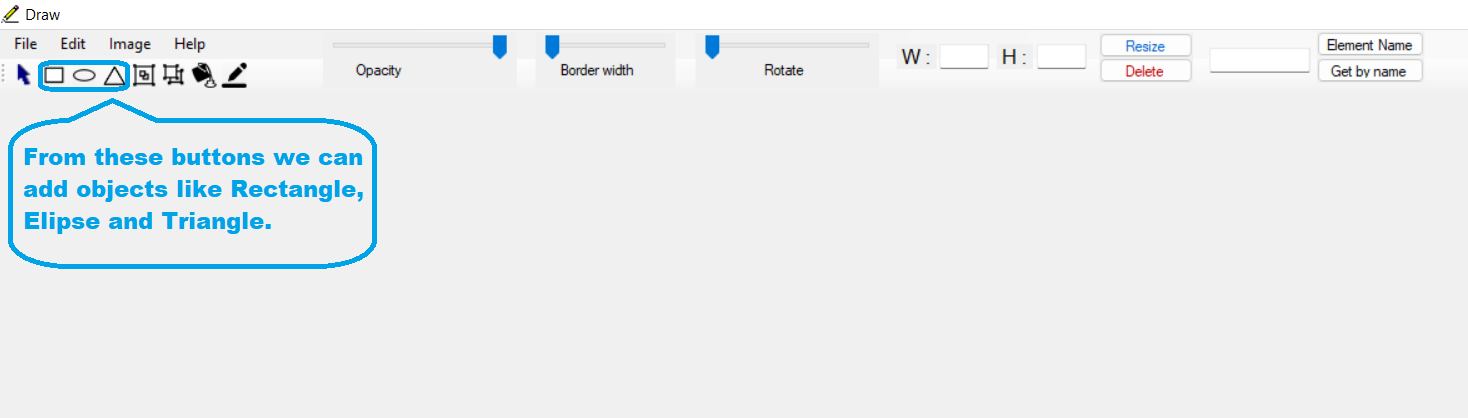 Draw
File Edit Image Help
Opacity
Border width
Rotate
W :
H :
Resize
Delete
Element Name
Get by name
From these buttons we can
add objects like Rectangle,
Elipse and Triangle.